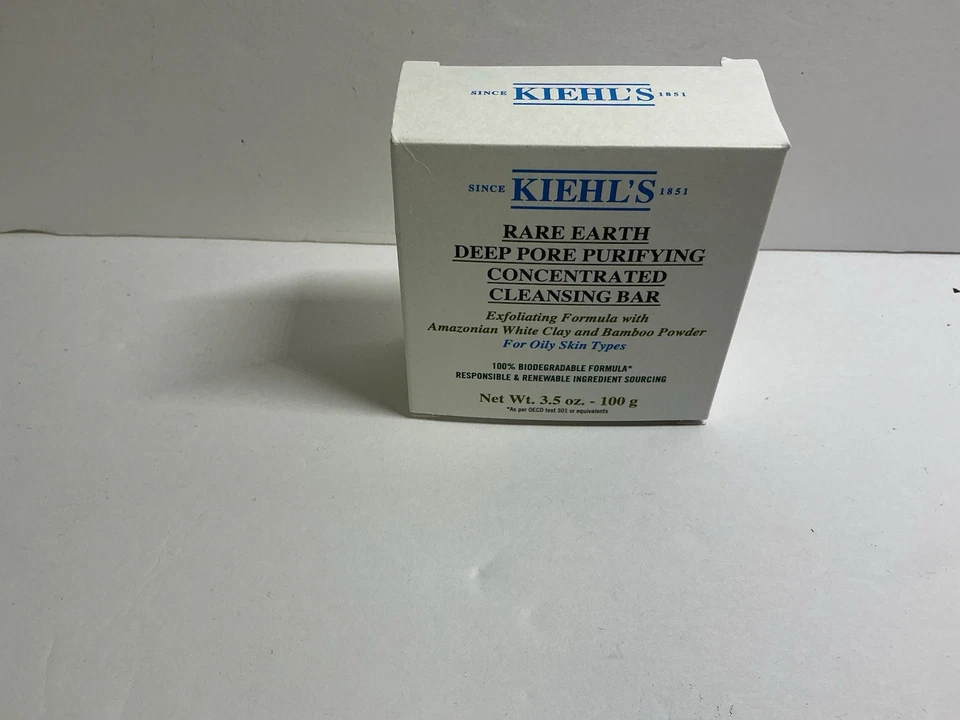 SINCE KIEHL'S 1851
SINCE KIEHL'S 1851
RARE EARTH
DEEP PORE PURIFYING
CONCENTRATED
CLEANSING BAR
Exfoliating Formula with
Amazonian White Clay and Bamboo Powder
For Oily Skin Types
100% BIODEGRADABLE FORMULA*
RESPONSIBLE & RENEWABLE INGREDIENT SOURCING
Net Wt. 3.5 oz. - 100 g
*As per OECD test 301 or equivalents